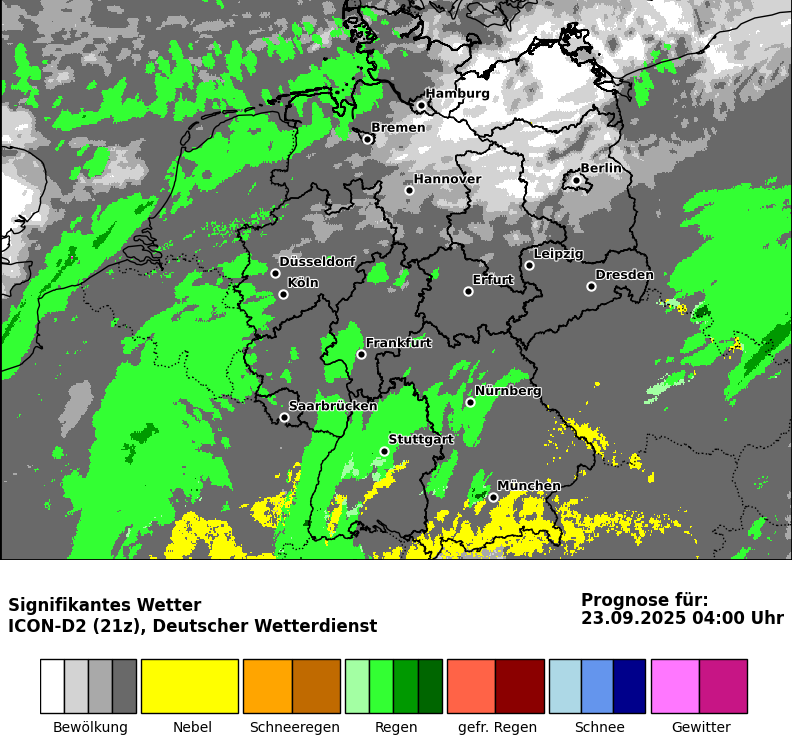 Hamburg
Bremen
Berlin
Hannover
Düsseldorf
Leipzig
Köln
Erfurt
Dresden
Frankfurt
Nürnberg
Saarbrücken
Stuttgart
München
Signifikantes Wetter
ICON-D2 (21z), Deutscher Wetterdienst
Prognose für:
23.09.2025 04:00 Uhr
Bewölkung Nebel Schneeregen Regen gefr. Regen Schnee Gewitter